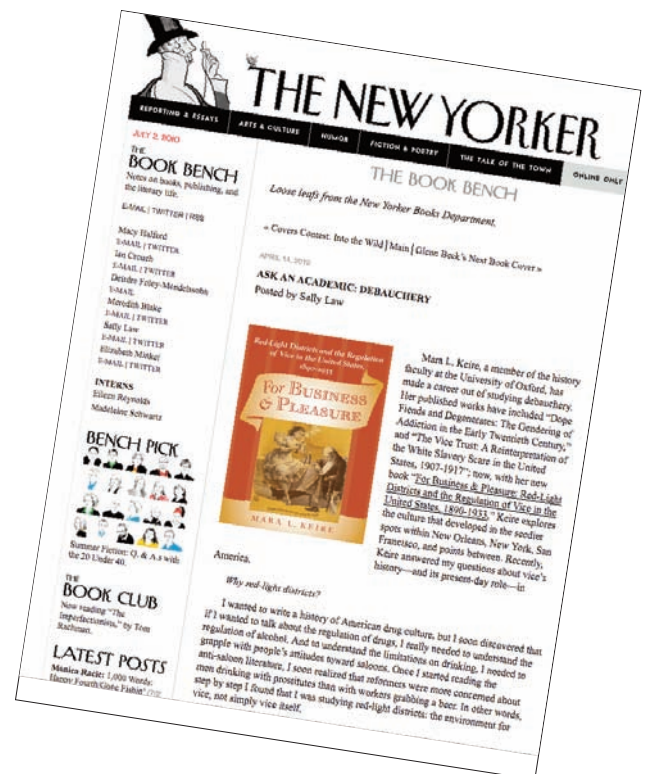 THE NEW YORKER
REPORTING & ESSAYS
ARTS & CULTURE
HUMOR
FICTION & POETRY
THE TALK OF THE TOWN
ONLINE ONLY
JULY 2, 2010
THE
BOOK BENCH
Notes on books, publishing, and
the literary life.
E-MAIL | TWITTER | RSS
Macy Halford
E-MAIL | TWITTER
Ian Crouch
E-MAIL | TWITTER
Deirdre Foley-Mendelssohn
E-MAIL
Meredith Blake
E-MAIL | TWITTER
Sally Law
E-MAIL | TWITTER
Elizabeth Minkel
E-MAIL | TWITTER
INTERNS
Eileen Reynolds
Madeleine Schwartz
BENCH PICK
Summer Fiction: Q. & A.s with
the 20 Under 40.
THE
BOOK CLUB
Now reading "The
Imperfectionists," by Tom
Rachman.
LATEST POSTS
Monica Racic: 1,000 Words:
Happy Fourth/Gone Fishin'
THE BOOK BENCH
Loose leafs from the New Yorker Books Department.
« Covers Contest: Into the Wild | Main | Glenn Beck's Next Book Cover »
APRIL 13, 2010
ASK AN ACADEMIC: DEBAUCHERY
Posted by Sally Law
Red-Light Districts and the Regulation
of Vice in the United States,
1890-1933
FOR BUSINESS
& PLEASURE
MARA L. KEIRE
Mara L. Keire, a member of the history
faculty at the University of Oxford, has
made a career out of studying debauchery.
Her published works have included "Dope
Fiends and Degenerates: The Gendering of
Addiction in the Early Twentieth Century,"
and "The Vice Trust: A Reinterpretation of
the White Slavery Scare in the United
States, 1907-1917"; now, with her new
book "For Business & Pleasure: Red-Light
Districts and the Regulation of Vice in the
United States, 1890-1933," Keire explores
the culture that developed in the seedier
spots within New Orleans, New York, San
Francisco, and points between. Recently,
Keire answered my questions about vice's
history—and its present-day role—in
America.
Why red-light districts?
I wanted to write a history of American drug culture, but I soon discovered that
if I wanted to talk about the regulation of drugs, I really needed to understand the
regulation of alcohol. And to understand the limitations on drinking, I needed to
grapple with people's attitudes toward saloons. Once I started reading the
anti-saloon literature, I soon realized that reformers were more concerned about
men drinking with prostitutes than with workers grabbing a beer. In other words,
step by step I found that I was studying red-light districts: the environment for
vice, not simply vice itself.